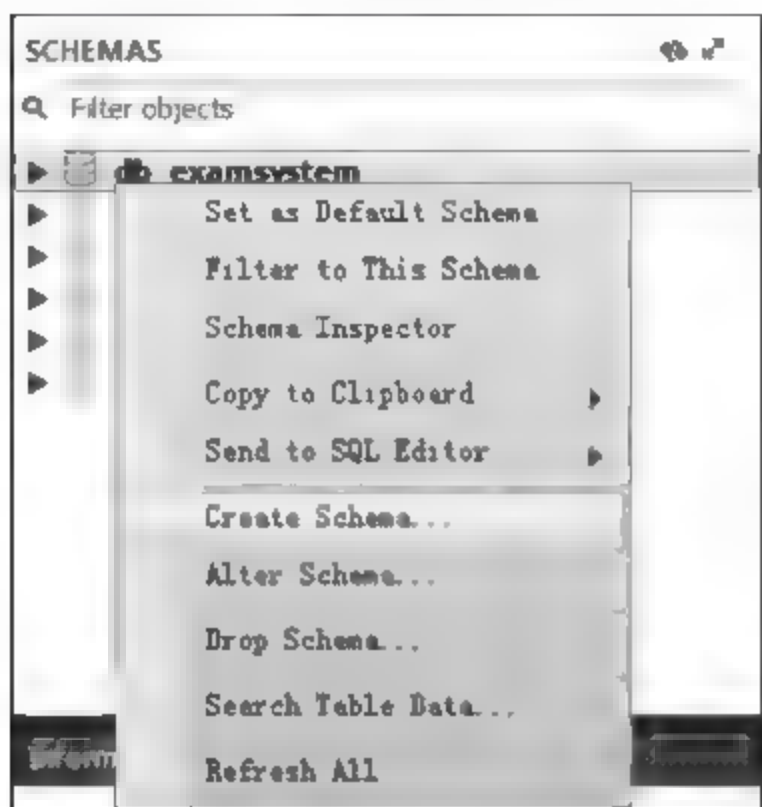 SCHEMAS
Filter objects
db_examsystem
Set as Default Schema
Filter to This Schema
Schema Inspector
Copy to Clipboard
Send to SQL Editor
Create Schema...
Alter Schema...
Drop Schema...
Search Table Data...
Refresh All